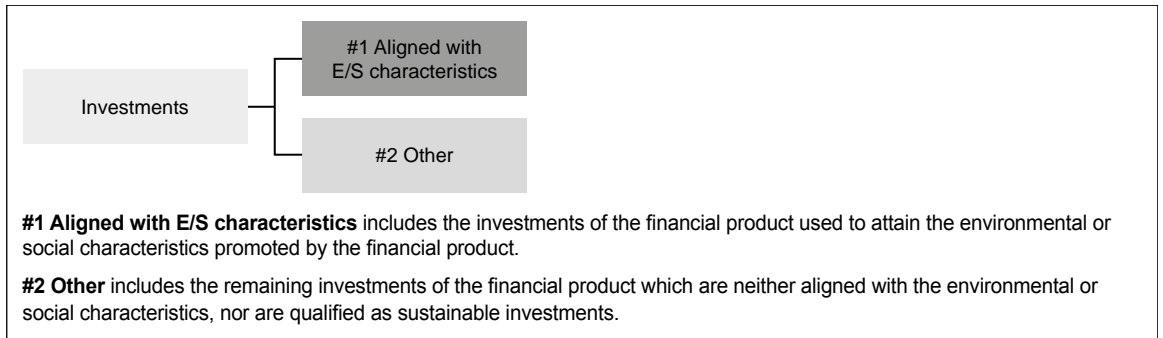 #1 Aligned with
E/S characteristics
Investments
#2 Other
#1 Aligned with E/S characteristics includes the investments of the financial product used to attain the environmental or
social characteristics promoted by the financial product.
#2 Other includes the remaining investments of the financial product which are neither aligned with the environmental or
social characteristics, nor are qualified as sustainable investments.